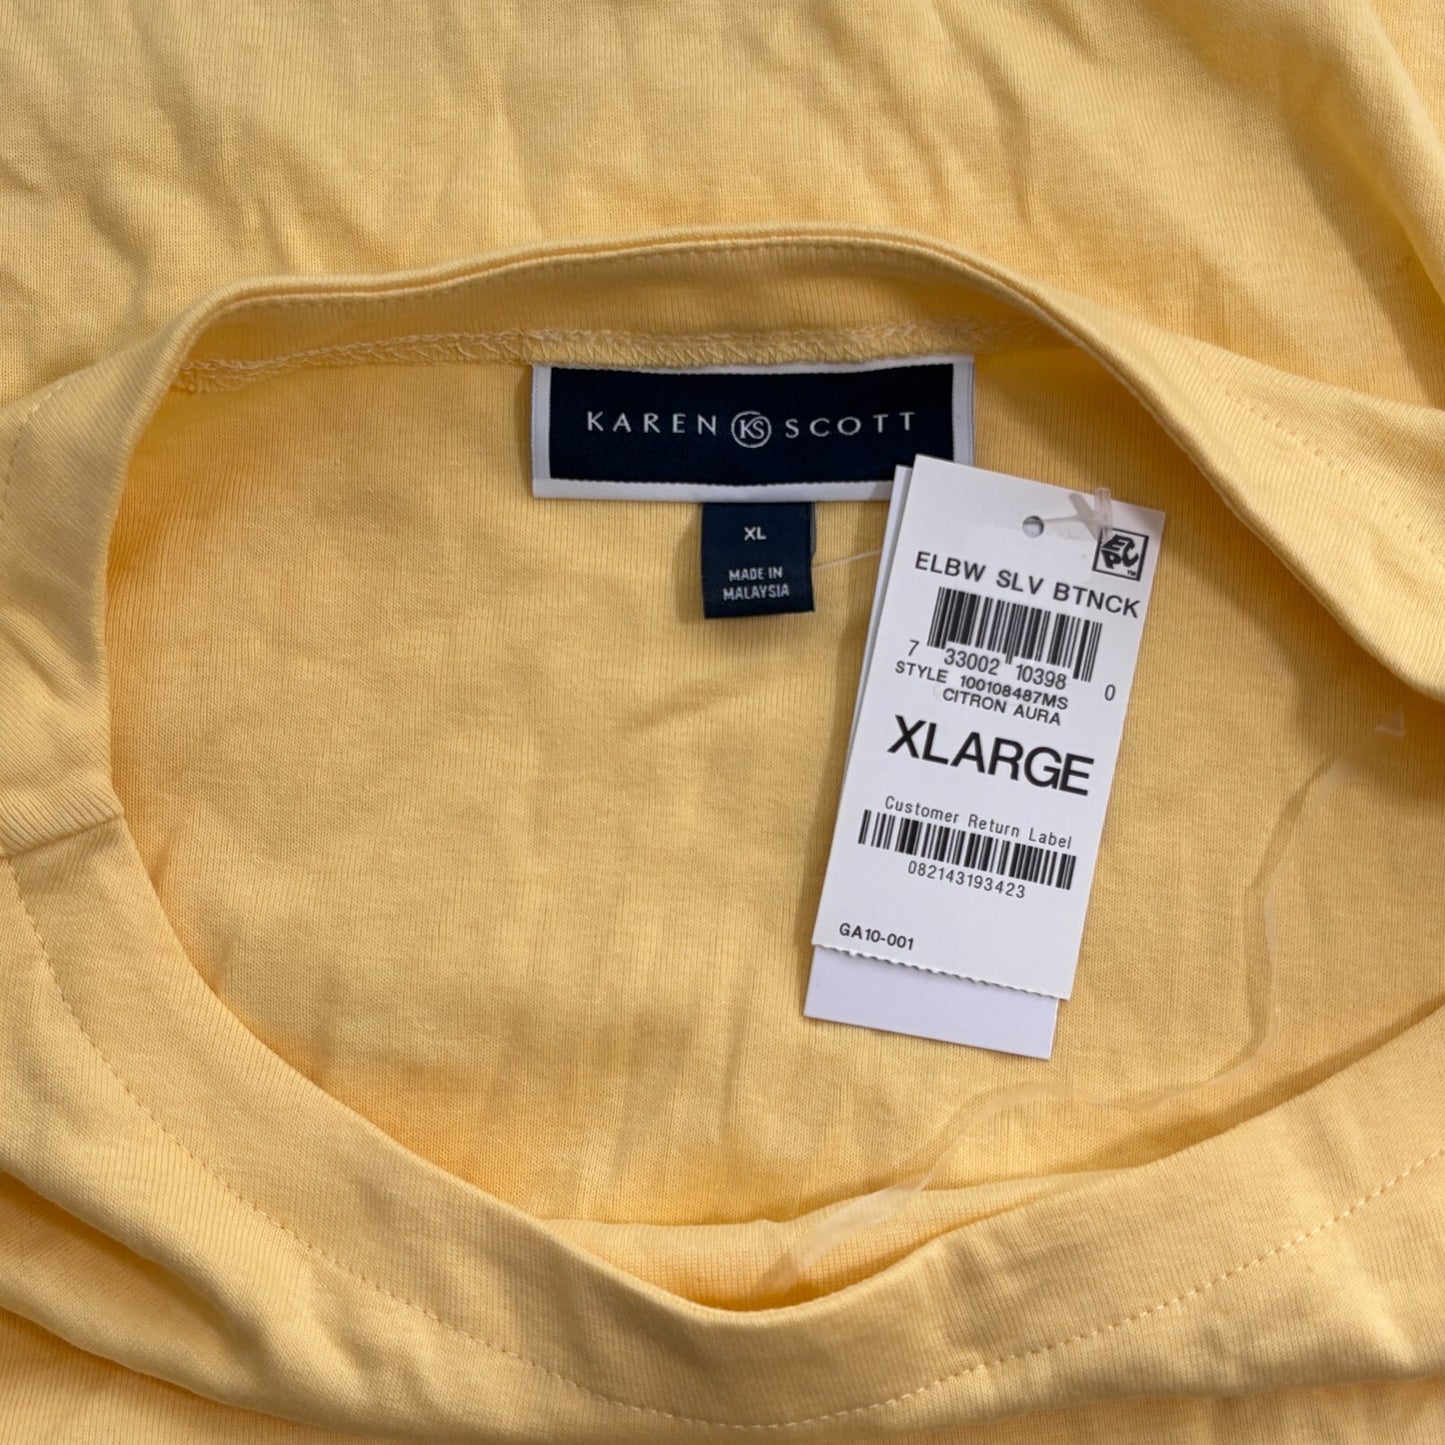 KAREN KS SCOTT
XL
MADE IN
MALAYSIA
EPC™
ELBW SLV BTNCK
7 33002 10398 0
STYLE 100108487MS
CITRON AURA
XLARGE
Customer Return Label
082143193423
GA10-001